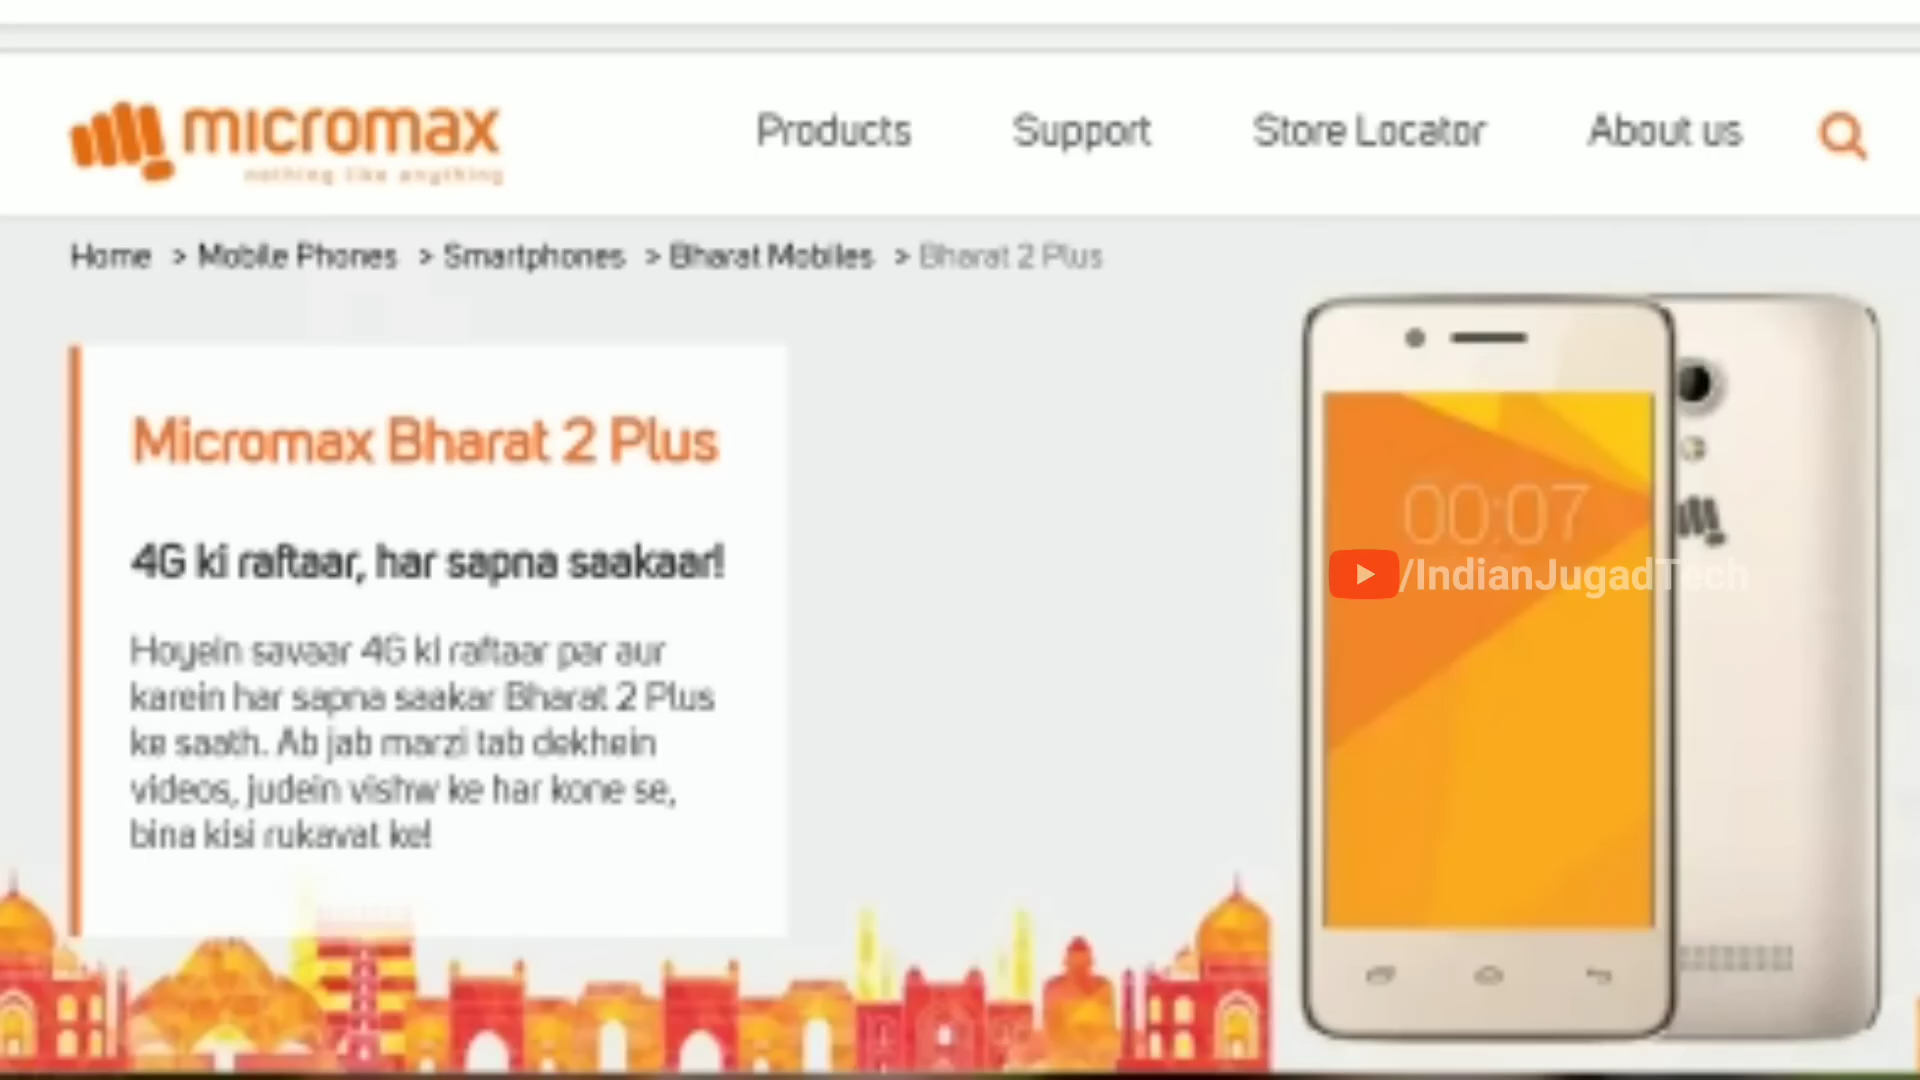 micromax
nothing like anything
Products Support Store Locator About us
Home > Mobile Phones > Smartphones > Bharat Mobiles > Bharat 2 Plus
Micromax Bharat 2 Plus
4G ki raftaar, har sapna saakaar!
Hoyein savaar 4G ki raftaar par aur
karein har sapna saakar Bharat 2 Plus
ke saath. Ab jab marzi tab dekhein
videos, judein vishw ke har kone se,
bina kisi rukavat ke!
00:07
/IndianJugadTech